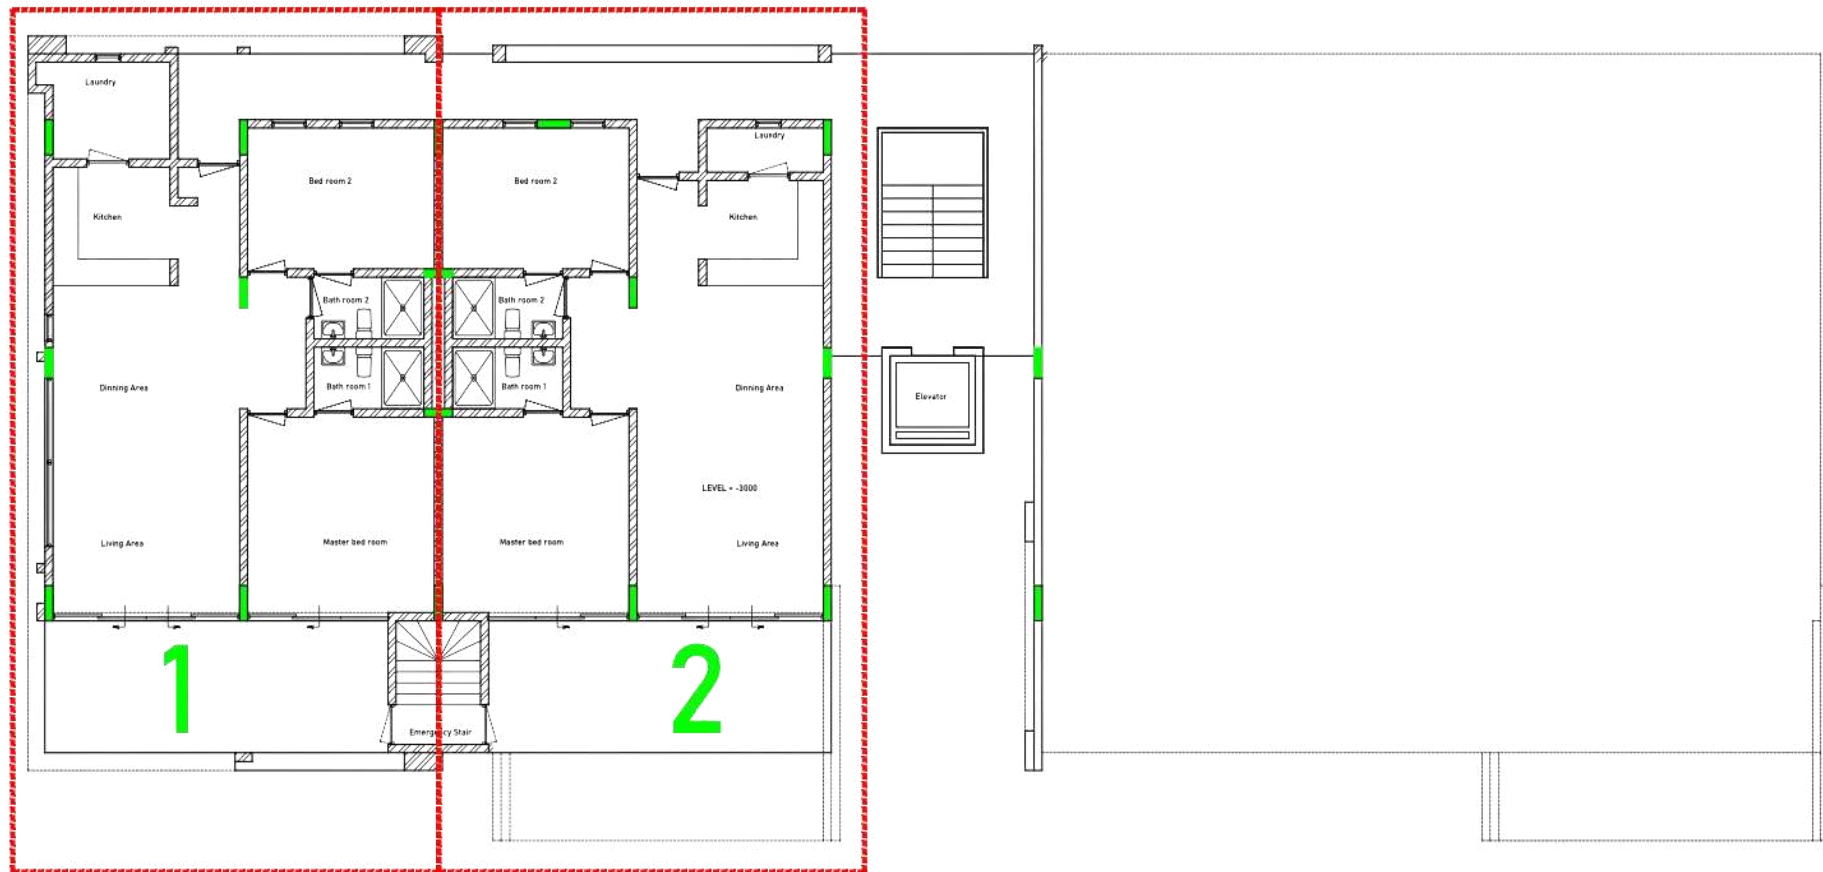 Laundry
Laundry
Bed room 2
Bed room 2
Kitchen
Kitchen
Bath room 2
Bath room 2
Dinning Area
Bath room 1
Bath room 1
Dinning Area
Elevator
LEVEL = -3000
Living Area
Master bed room
Master bed room
Living Area
1
2
Emergency Stair